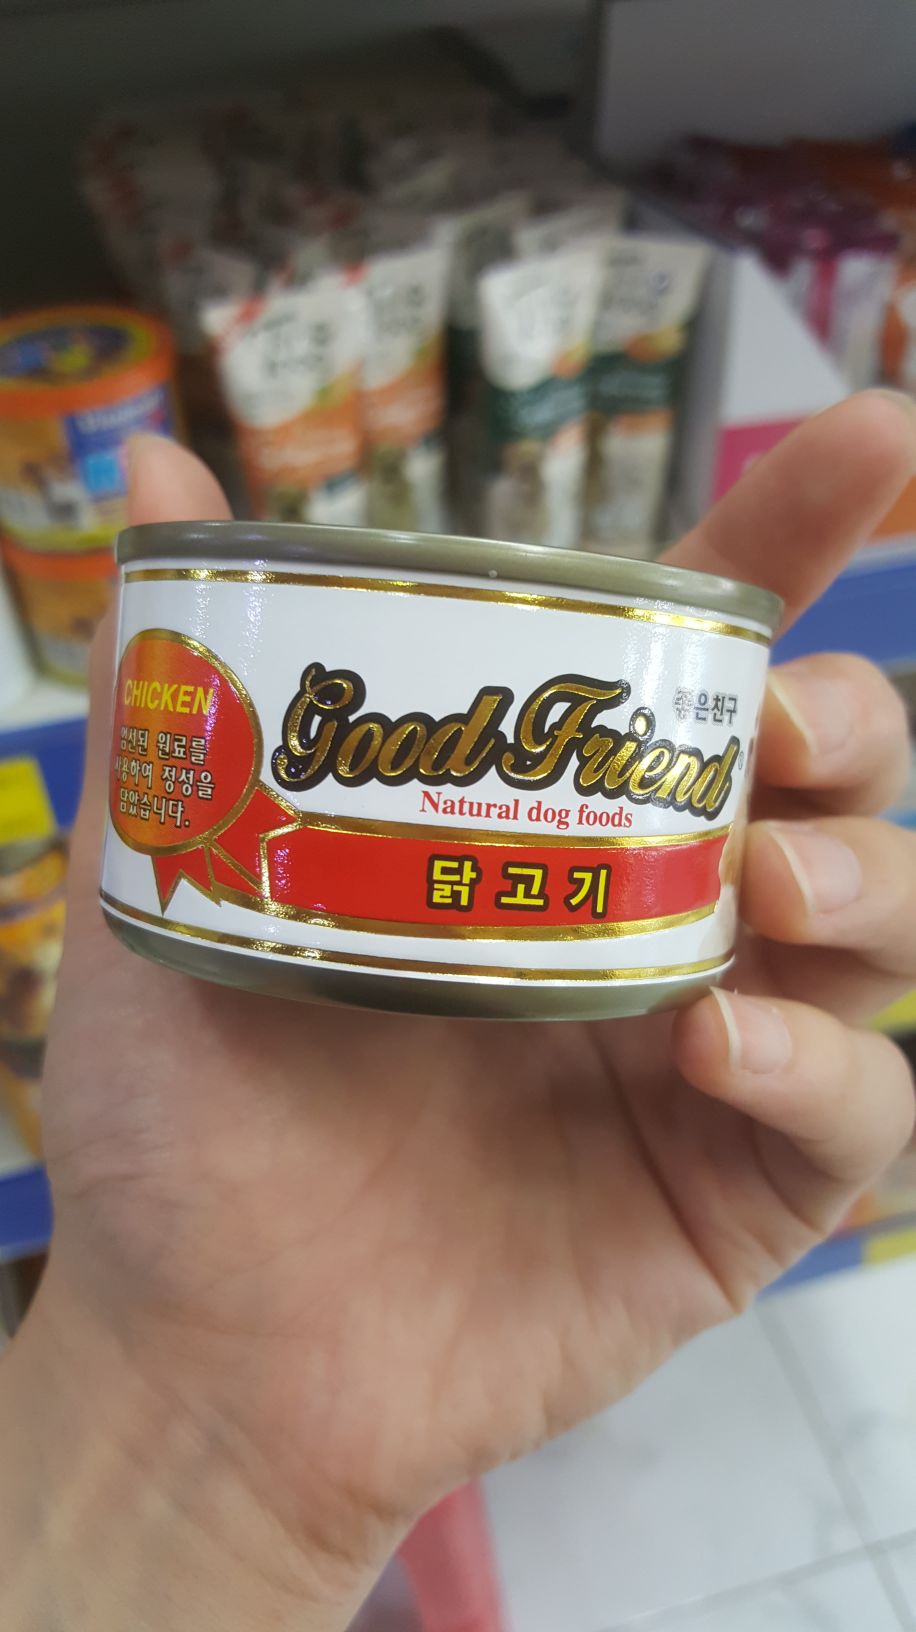 CHICKEN
엄선된 원료를
사용하여 정성을
담았습니다.
Good Friend
좋은친구
Natural dog foods
닭고기